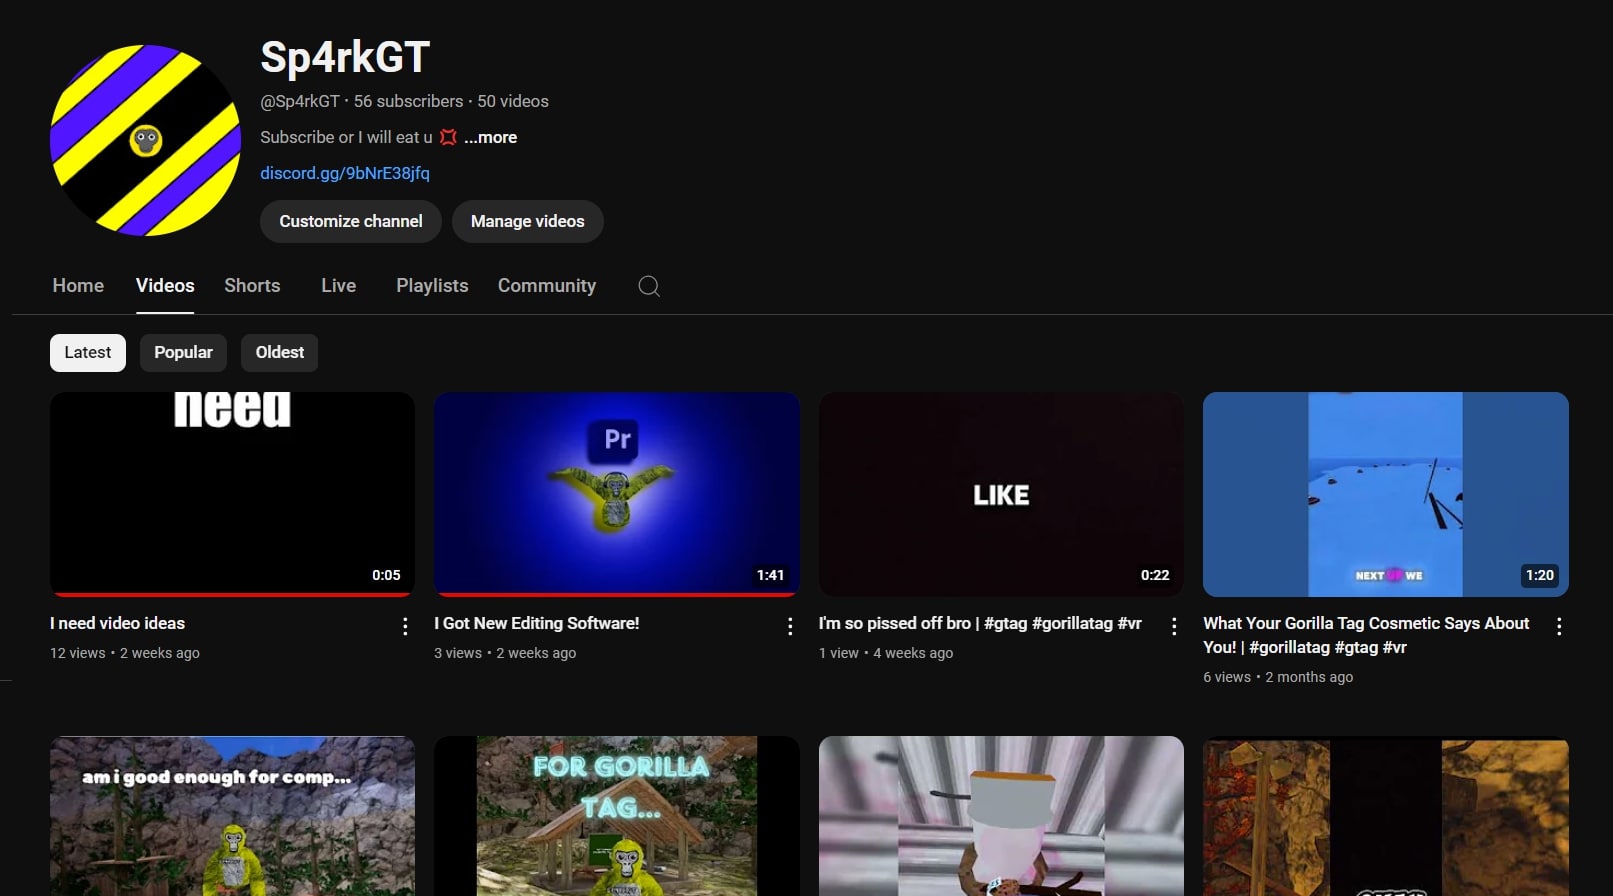 Sp4rkGT
@Sp4rkGT · 56 subscribers · 50 videos
Subscribe or I will eat u 💢 ...more
discord.gg/9bNrE38jfq
Customize channel Manage videos
Home Videos Shorts Live Playlists Community
Latest Popular Oldest
need
Pr
LIKE
NEXT UP WE
0:05 1:41 0:22 1:20
I need video ideas
12 views • 2 weeks ago
I Got New Editing Software!
3 views • 2 weeks ago
I'm so pissed off bro | #gtag #gorillatag #vr
1 view • 4 weeks ago
What Your Gorilla Tag Cosmetic Says About
You! | #gorillatag #gtag #vr
6 views • 2 months ago
am i good enough for comp...
FOR GORILLA
TAG...